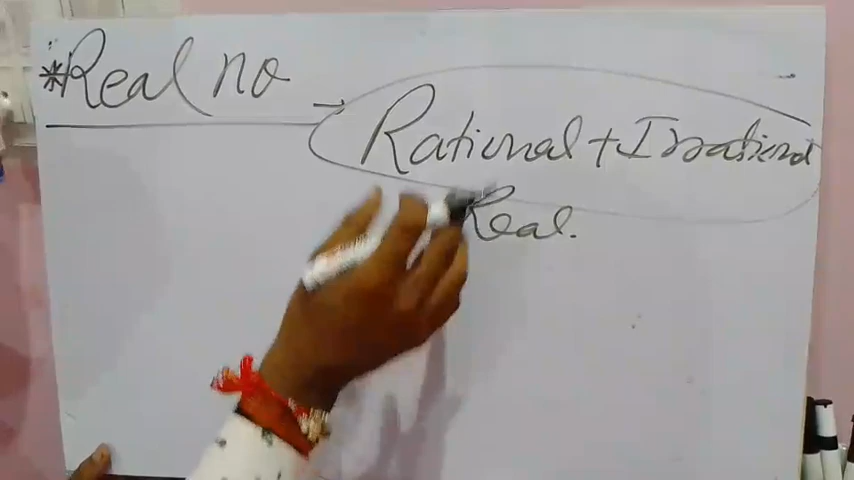 *Real no → Rational + Irrational
Real.